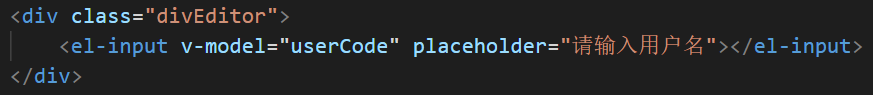 <div class="divEditor">
    <el-input v-model="userCode" placeholder="请输入用户名"></el-input>
</div>